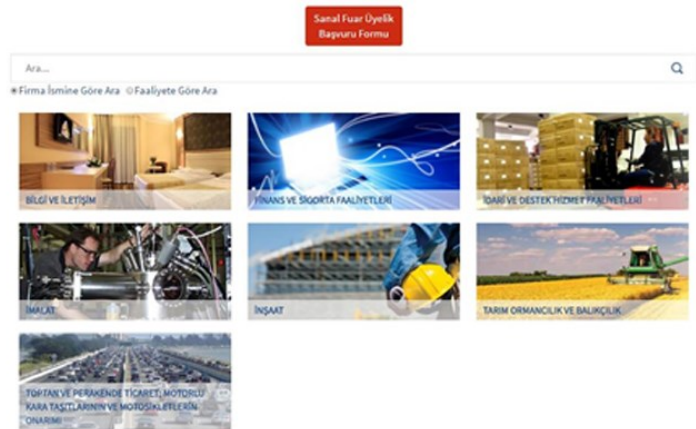 Sanal Fuar Üyelik
Başvuru Formu
Ara...
Firma İsmine Göre Ara Faaliyete Göre Ara
BİLGİ VE İLETİŞİM
FİNANS VE SİGORTA FAALİYETLERİ
İDARİ VE DESTEK HİZMET FAALİYETLERİ
İMALAT
İNŞAAT
TARIM ORMANCILIK VE BALIKÇILIK
TOPTAN VE PERAKENDE TİCARET; MOTORLU
KARA TAŞITLARININ VE MOTOSİKLETLERİN
ONARIMI